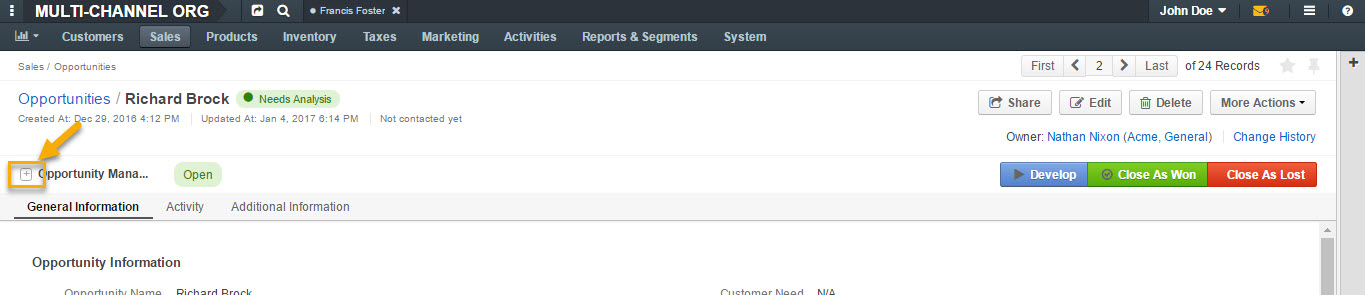 MULTI-CHANNEL ORG Francis Foster John Doe
Customers Sales Products Inventory Taxes Marketing Activities Reports & Segments System
Sales / Opportunities First 2 Last of 24 Records
Opportunities / Richard Brock Needs Analysis Share Edit Delete More Actions
Created At: Dec 29, 2016 4:12 PM Updated At: Jan 4, 2017 6:14 PM Not contacted yet
Owner: Nathan Nixon (Acme, General) Change History
Opportunity Mana... Open Develop Close As Won Close As Lost
General Information Activity Additional Information
Opportunity Information
Opportunity Name Richard Brock Customer Need N/A